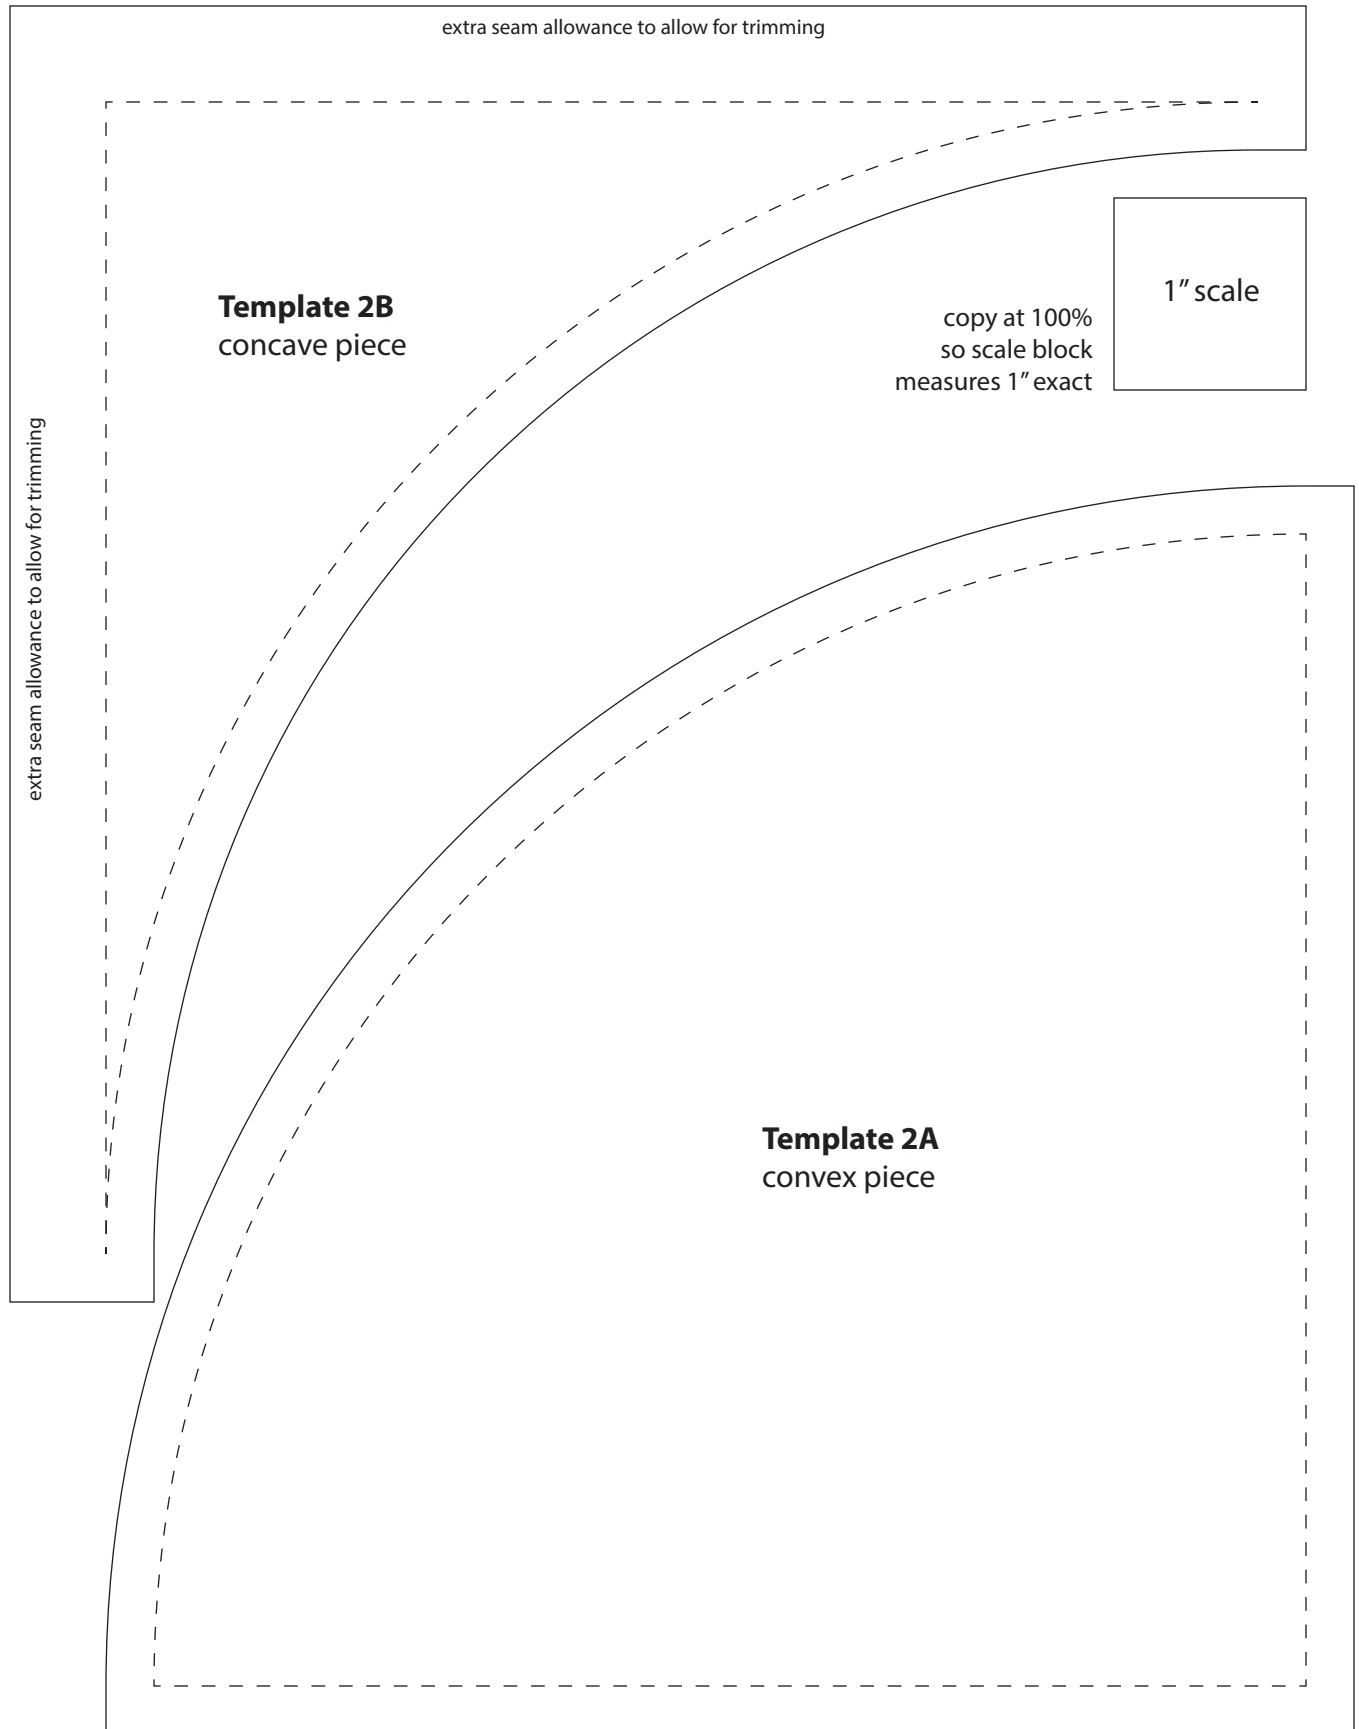 extra seam allowance to allow for trimming
Template 2B
concave piece
1” scale
copy at 100%
so scale block
measures 1” exact
extra seam allowance to allow for trimming
Template 2A
convex piece